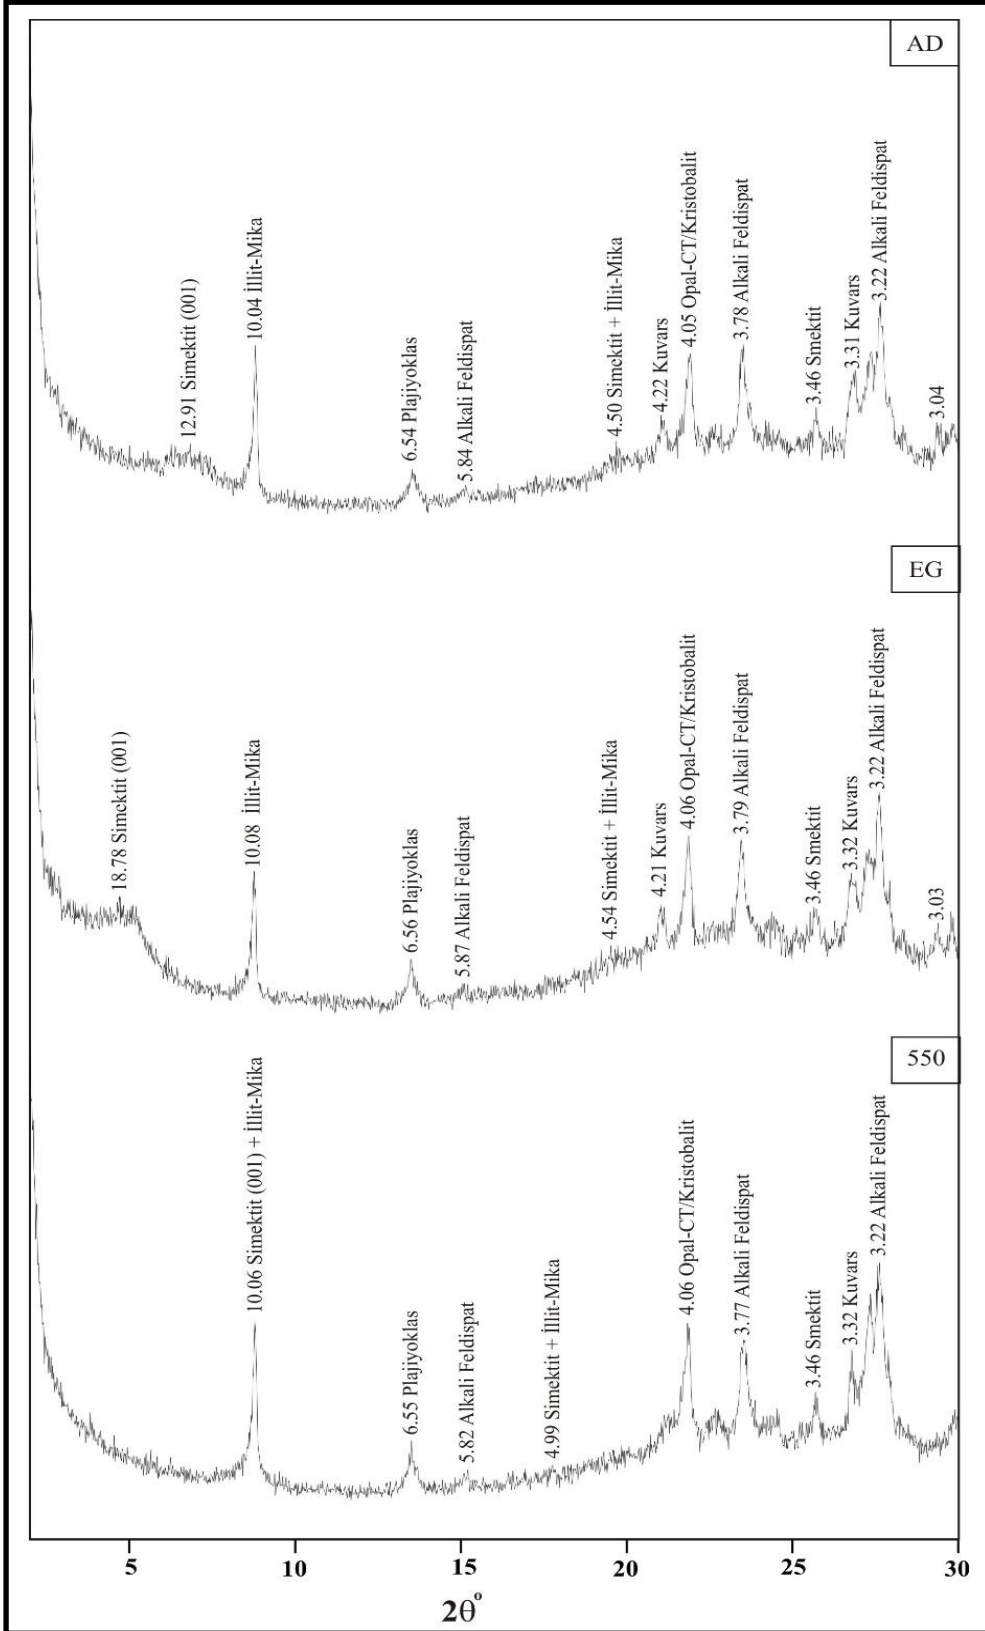 AD
12.91 Simektit (001)
10.04 İllit-Mika
6.54 Plajiyoklas
5.84 Alkali Feldispat
4.50 Simektit + İllit-Mika
4.22 Kuvars
4.05 Opal-CT/Kristobalit
3.78 Alkali Feldispat
3.46 Smektit
3.31 Kuvars
3.22 Alkali Feldispat
3.04
EG
18.78 Simektit (001)
10.08 İllit-Mika
6.56 Plajiyoklas
5.87 Alkali Feldispat
4.54 Simektit + İllit-Mika
4.21 Kuvars
4.06 Opal-CT/Kristobalit
3.79 Alkali Feldispat
3.46 Smektit
3.32 Kuvars
3.22 Alkali Feldispat
3.03
550
10.06 Simektit (001) + İllit-Mika
6.55 Plajiyoklas
5.82 Alkali Feldispat
4.99 Simektit + İllit-Mika
4.06 Opal-CT/Kristobalit
3.77 Alkali Feldispat
3.46 Smektit
3.32 Kuvars
3.22 Alkali Feldispat
5 10 15 20 25 30
2θ°